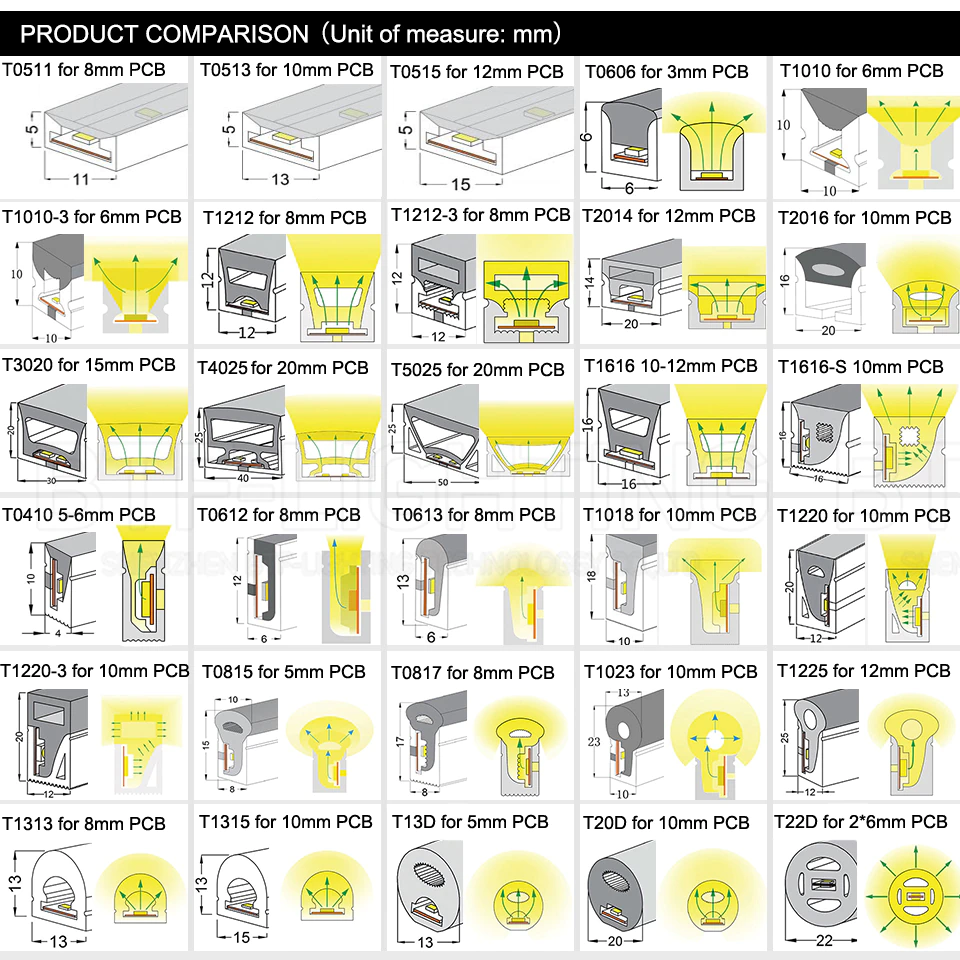 PRODUCT COMPARISON（Unit of measure: mm）
T0511 for 8mm PCB
5
11
T0513 for 10mm PCB
5
13
T0515 for 12mm PCB
5
15
T0606 for 3mm PCB
6
6
T1010 for 6mm PCB
10
10
T1010-3 for 6mm PCB
10
10
T1212 for 8mm PCB
12
12
T1212-3 for 8mm PCB
12
12
T2014 for 12mm PCB
14
20
T2016 for 10mm PCB
16
20
T3020 for 15mm PCB
20
30
T4025 for 20mm PCB
25
40
T5025 for 20mm PCB
25
50
T1616 10-12mm PCB
16
16
T1616-S 10mm PCB
16
16
T0410 5-6mm PCB
10
4
T0612 for 8mm PCB
12
6
T0613 for 8mm PCB
13
6
T1018 for 10mm PCB
18
10
T1220 for 10mm PCB
20
12
T1220-3 for 10mm PCB
20
12
T0815 for 5mm PCB
10
15
8
T0817 for 8mm PCB
17
8
T1023 for 10mm PCB
13
23
10
T1225 for 12mm PCB
25
12
T1313 for 8mm PCB
13
13
T1315 for 10mm PCB
13
15
T13D for 5mm PCB
13
T20D for 10mm PCB
20
T22D for 2*6mm PCB
22